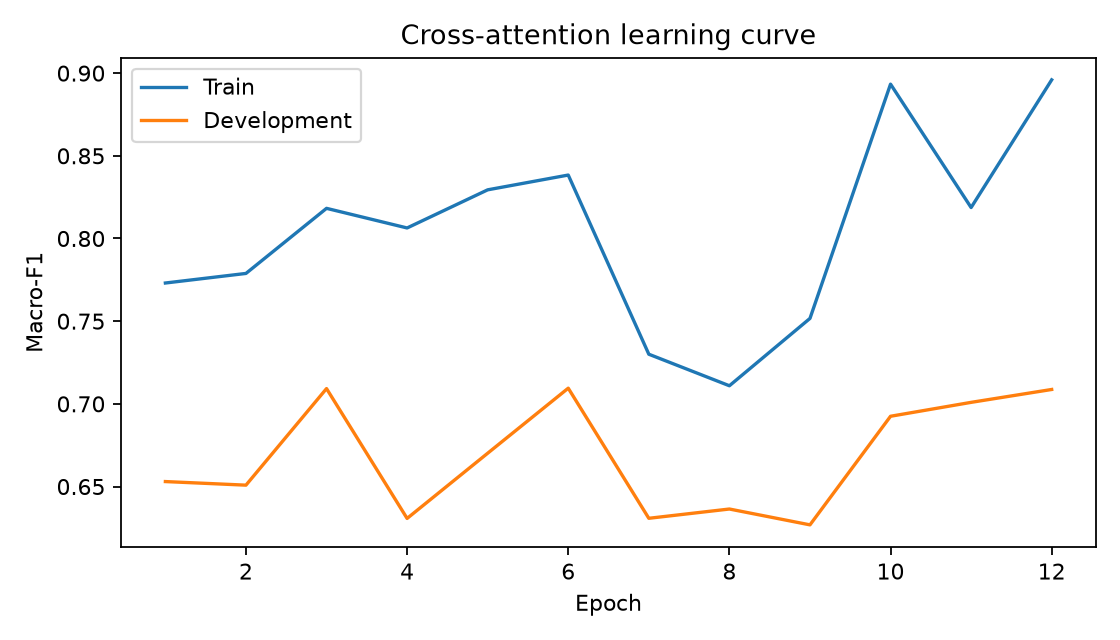 Cross-attention learning curve
Train
Development
0.90
0.85
0.80
0.75
0.70
0.65
Macro-F1
2 4 6 8 10 12
Epoch